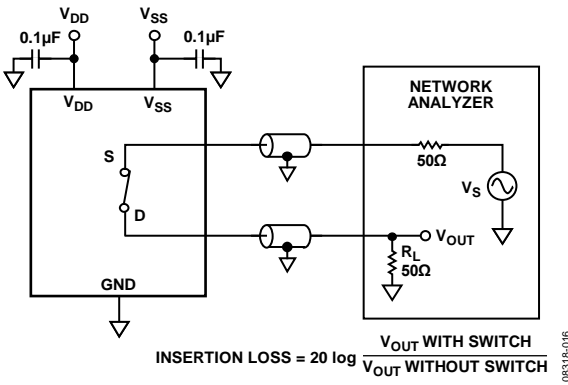 VDD
VSS
0.1µF
0.1µF
VDD
VSS
NETWORK
ANALYZER
S
50Ω
VS
D
VOUT
RL
50Ω
GND
INSERTION LOSS = 20 log VOUT WITH SWITCH
VOUT WITHOUT SWITCH
08318-016